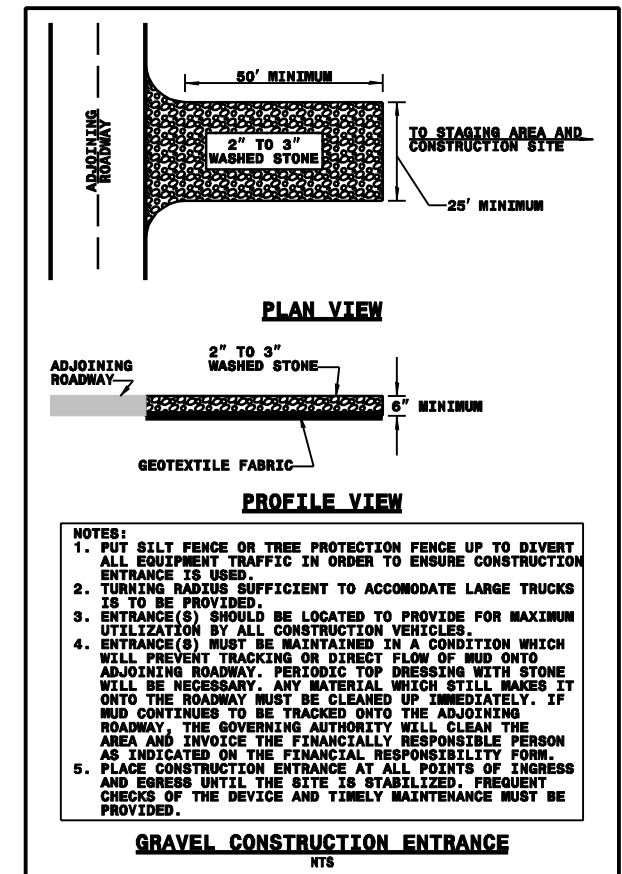 50' MINIMUM
ADJOINING
ROADWAY
2" TO 3"
WASHED STONE
TO STAGING AREA AND
CONSTRUCTION SITE
25' MINIMUM
PLAN VIEW
2" TO 3"
WASHED STONE
ADJOINING
ROADWAY
6" MINIMUM
GEOTEXTILE FABRIC
PROFILE VIEW
NOTES:
1. PUT SILT FENCE OR TREE PROTECTION FENCE UP TO DIVERT
ALL EQUIPMENT TRAFFIC IN ORDER TO ENSURE CONSTRUCTION
ENTRANCE IS USED.
2. TURNING RADIUS SUFFICIENT TO ACCOMODATE LARGE TRUCKS
IS TO BE PROVIDED.
3. ENTRANCE(S) SHOULD BE LOCATED TO PROVIDE FOR MAXIMUM
UTILIZATION BY ALL CONSTRUCTION VEHICLES.
4. ENTRANCE(S) MUST BE MAINTAINED IN A CONDITION WHICH
WILL PREVENT TRACKING OR DIRECT FLOW OF MUD ONTO
ADJOINING ROADWAY. PERIODIC TOP DRESSING WITH STONE
WILL BE NECESSARY. ANY MATERIAL WHICH STILL MAKES IT
ONTO THE ROADWAY MUST BE CLEANED UP IMMEDIATELY. IF
MUD CONTINUES TO BE TRACKED ONTO THE ADJOINING
ROADWAY, THE GOVERNING AUTHORITY WILL CLEAN THE
AREA AND INVOICE THE FINANCIALLY RESPONSIBLE PERSON
AS INDICATED ON THE FINANCIAL RESPONSIBILITY FORM.
5. PLACE CONSTRUCTION ENTRANCE AT ALL POINTS OF INGRESS
AND EGRESS UNTIL THE SITE IS STABILIZED. FREQUENT
CHECKS OF THE DEVICE AND TIMELY MAINTENANCE MUST BE
PROVIDED.
GRAVEL CONSTRUCTION ENTRANCE
NTS